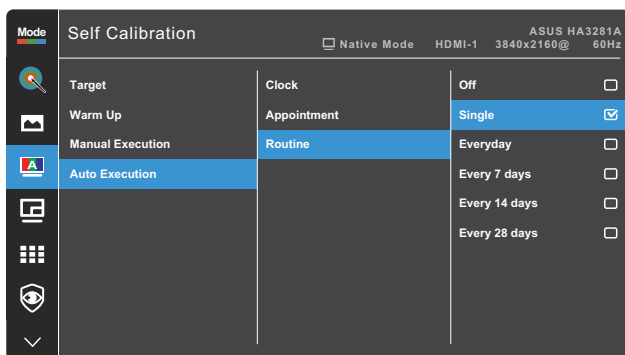 Mode
Self Calibration
Native Mode HDMI-1 3840x2160@ 60Hz
ASUS HA3281A
Target
Warm Up
Manual Execution
Auto Execution
Clock
Appointment
Routine
Off
Single
Everyday
Every 7 days
Every 14 days
Every 28 days
A